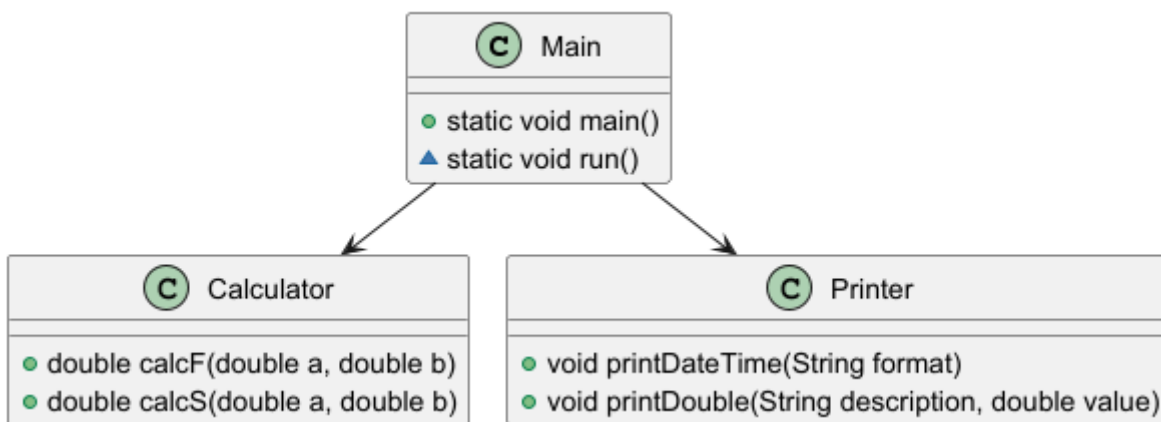 C Main
static void main()
static void run()
C Calculator
double calcF(double a, double b)
double calcS(double a, double b)
C Printer
void printDateTime(String format)
void printDouble(String description, double value)